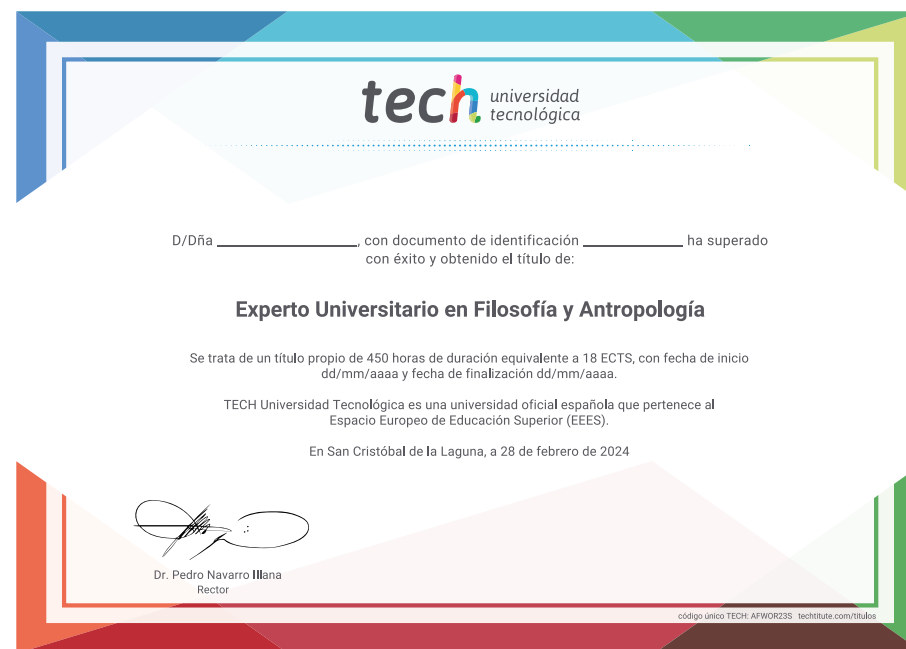 tech universidad
tecnológica
D/Dña ____________________, con documento de identificación ______________ ha superado
con éxito y obtenido el título de:
Experto Universitario en Filosofía y Antropología
Se trata de un título propio de 450 horas de duración equivalente a 18 ECTS, con fecha de inicio
dd/mm/aaaa y fecha de finalización dd/mm/aaaa.
TECH Universidad Tecnológica es una universidad oficial española que pertenece al
Espacio Europeo de Educación Superior (EEES).
En San Cristóbal de la Laguna, a 28 de febrero de 2024
Dr. Pedro Navarro Illana
Rector
código único TECH: AFWOR23S techtitute.com/titulos